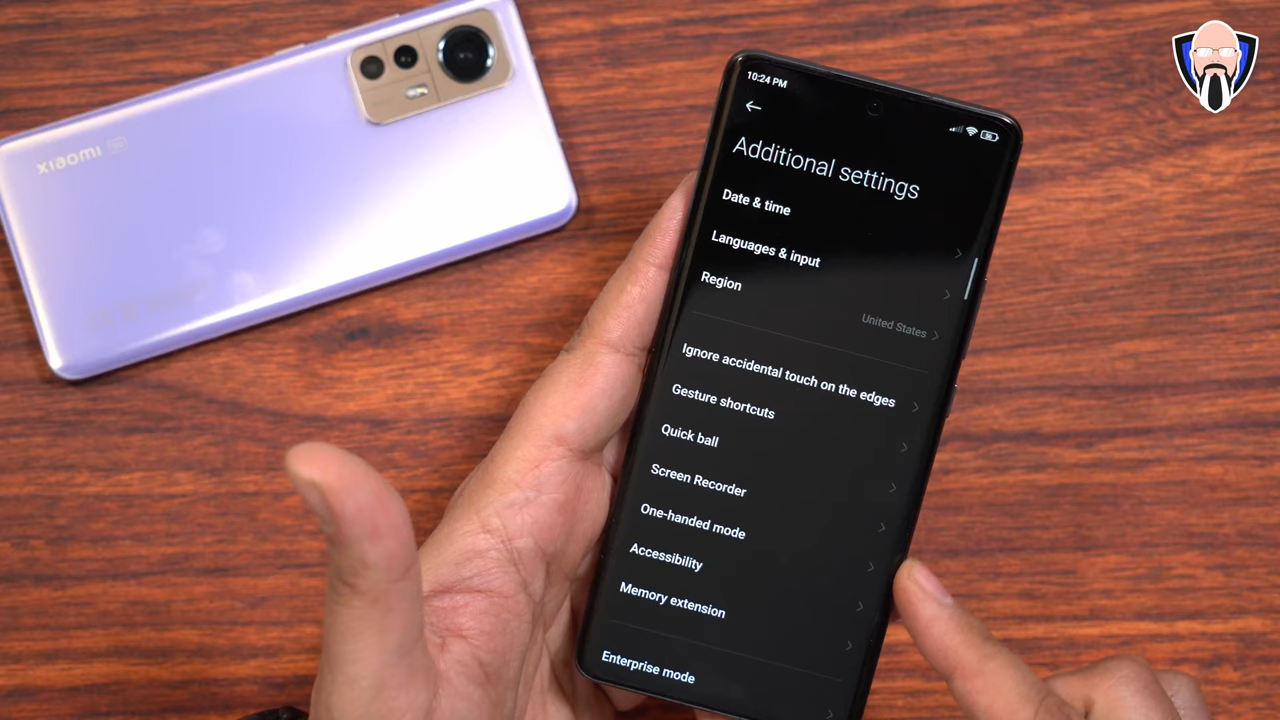 xiaomi 5G
10:24 PM
Additional settings
Date & time
Languages & input
Region
United States
Ignore accidental touch on the edges
Gesture shortcuts
Quick ball
Screen Recorder
One-handed mode
Accessibility
Memory extension
Enterprise mode